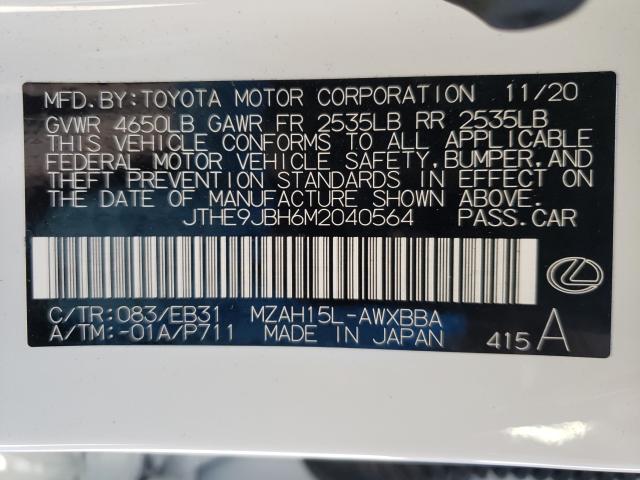 MFD.BY:TOYOTA MOTOR CORPORATION 11/20
GVWR 4650LB GAWR FR 2535LB RR 2535LB
THIS VEHICLE CONFORMS TO ALL APPLICABLE
FEDERAL MOTOR VEHICLE SAFETY,BUMPER,AND
THEFT PREVENTION STANDARDS IN EFFECT ON
THE DATE OF MANUFACTURE SHOWN ABOVE.
JTHE9JBH6M2040564 PASS.CAR
C/TR:083/EB31 MZAH15L-AWXBBA
A/TM:-01A/P711 MADE IN JAPAN 415A